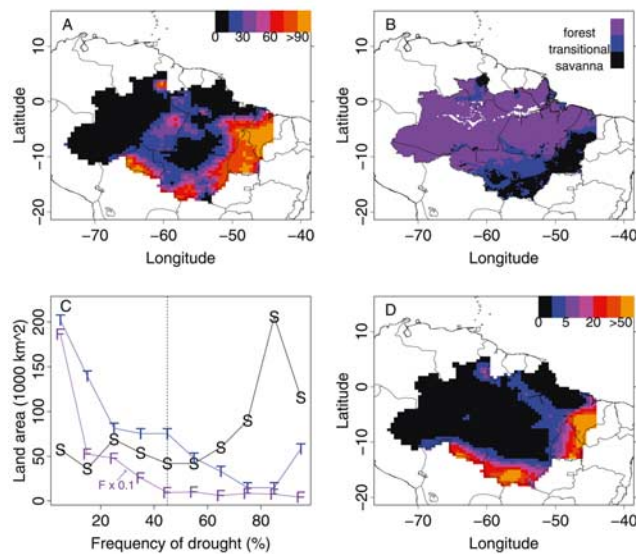 A
0 30 60 >90
Latitude
10
0
−10
−20
−70 −60 −50 −40
Longitude
B
forest
transitional
savanna
Latitude
10
0
−10
−20
−70 −60 −50 −40
Longitude
C
Land area (1000 km^2)
200
150
100
50
0
T T T T T T T T T T
S S S S S S S S S S
F F F F F F F F F F
F x 0.1
20 40 60 80
Frequency of drought (%)
D
0 5 20 >50
Latitude
10
0
−10
−20
−70 −60 −50 −40
Longitude